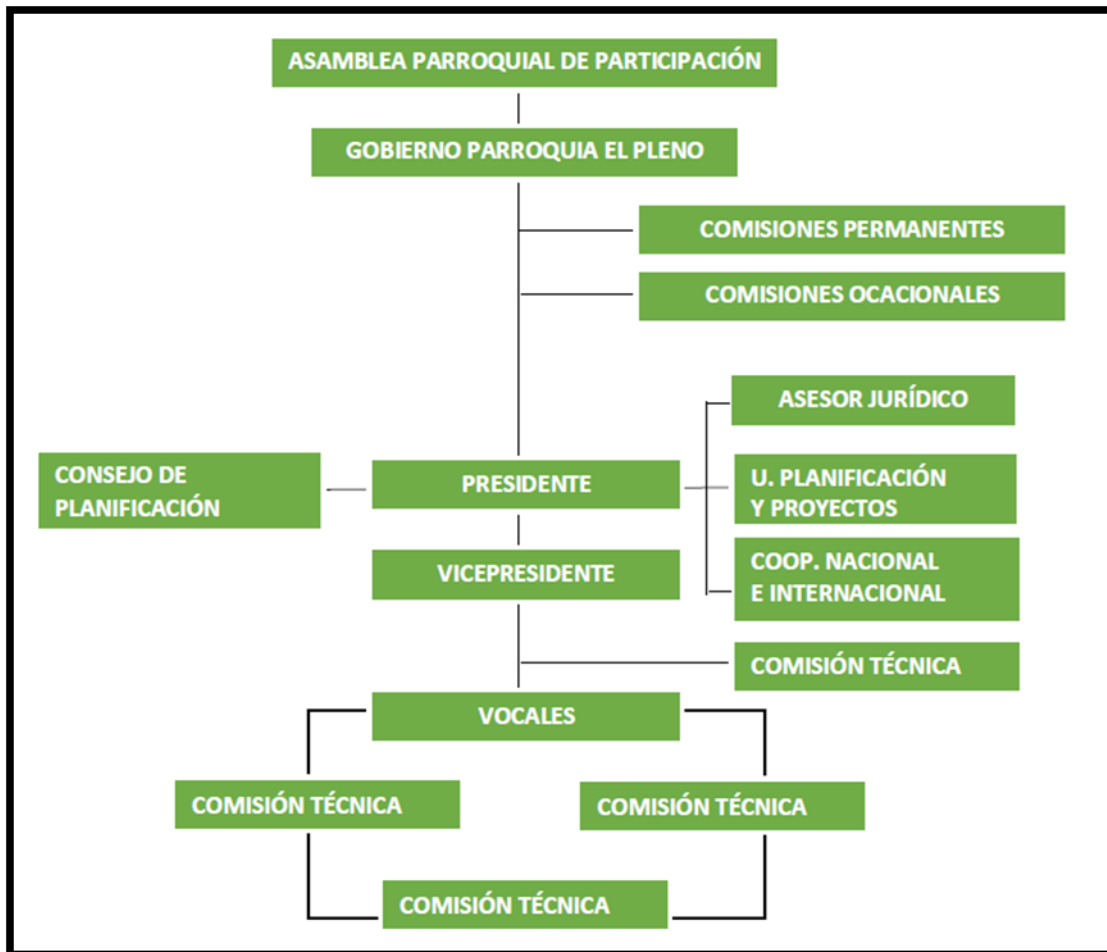 ASAMBLEA PARROQUIAL DE PARTICIPACIÓN
GOBIERNO PARROQUIA EL PLENO
COMISIONES PERMANENTES
COMISIONES OCACIONALES
ASESOR JURÍDICO
CONSEJO DE
PLANIFICACIÓN
PRESIDENTE
U. PLANIFICACIÓN
Y PROYECTOS
VICEPRESIDENTE
COOP. NACIONAL
E INTERNACIONAL
COMISIÓN TÉCNICA
VOCALES
COMISIÓN TÉCNICA
COMISIÓN TÉCNICA
COMISIÓN TÉCNICA